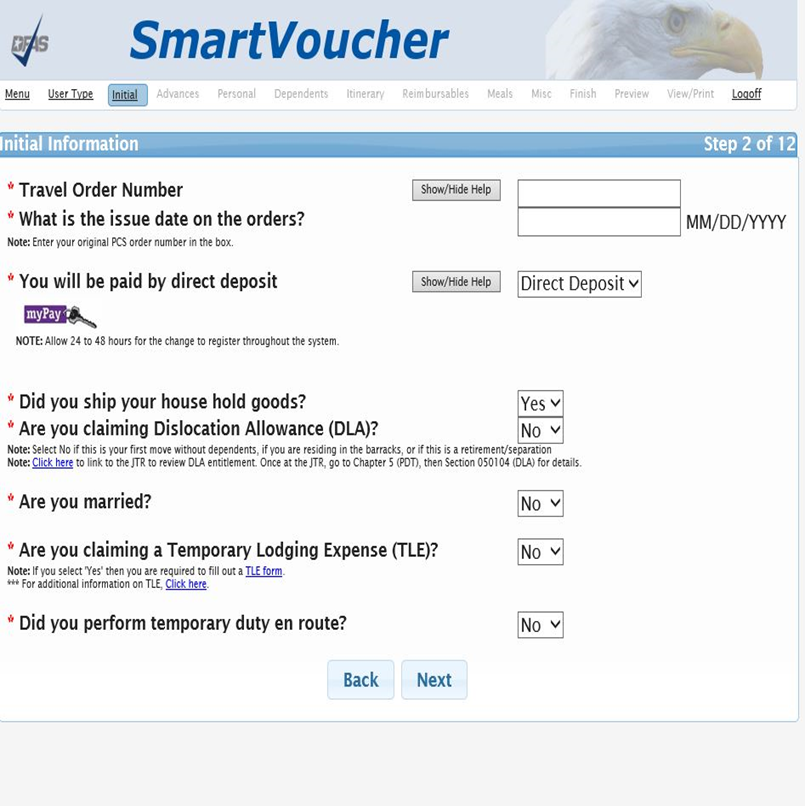 DFAS
SmartVoucher
Menu User Type Initial Advances Personal Dependents Itinerary Reimbursables Meals Misc Finish Preview View/Print Logoff
Initial Information Step 2 of 12
* Travel Order Number Show/Hide Help
* What is the issue date on the orders? MM/DD/YYYY
Note: Enter your original PCS order number in the box.
* You will be paid by direct deposit Show/Hide Help Direct Deposit
myPay
NOTE: Allow 24 to 48 hours for the change to register throughout the system.
* Did you ship your house hold goods? Yes
* Are you claiming Dislocation Allowance (DLA)? No
Note: Select No if this is your first move without dependents, if you are residing in the barracks, or if this is a retirement/separation
Note: Click here to link to the JTR to review DLA entitlement. Once at the JTR, go to Chapter 5 (PDT), then Section 050104 (DLA) for details.
* Are you married? No
* Are you claiming a Temporary Lodging Expense (TLE)? No
Note: If you select 'Yes' then you are required to fill out a TLE form.
*** For additional information on TLE, Click here.
* Did you perform temporary duty en route? No
Back Next